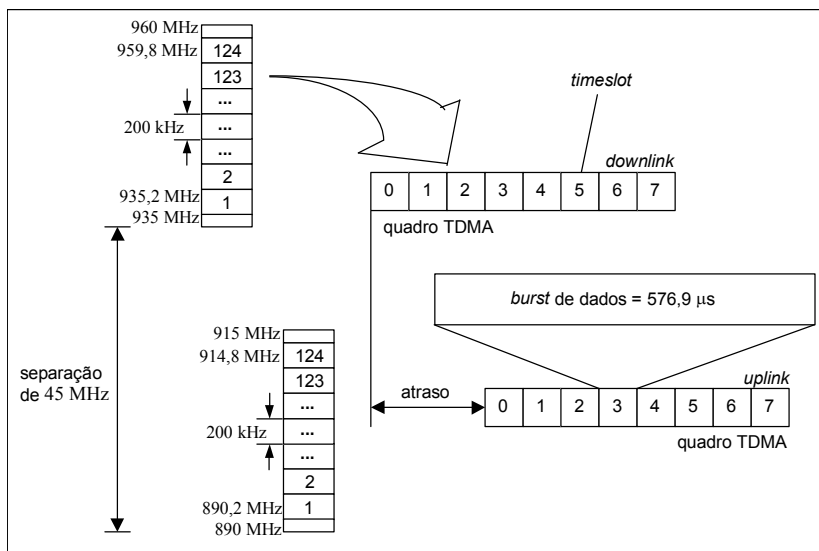 960 MHz
959,8 MHz
124
123
...
200 kHz
...
...
2
935,2 MHz
1
935 MHz
timeslot
downlink
0 1 2 3 4 5 6 7
quadro TDMA
separação
de 45 MHz
915 MHz
914,8 MHz
124
123
...
200 kHz
...
...
2
890,2 MHz
1
890 MHz
burst de dados = 576,9 µs
atraso
uplink
0 1 2 3 4 5 6 7
quadro TDMA